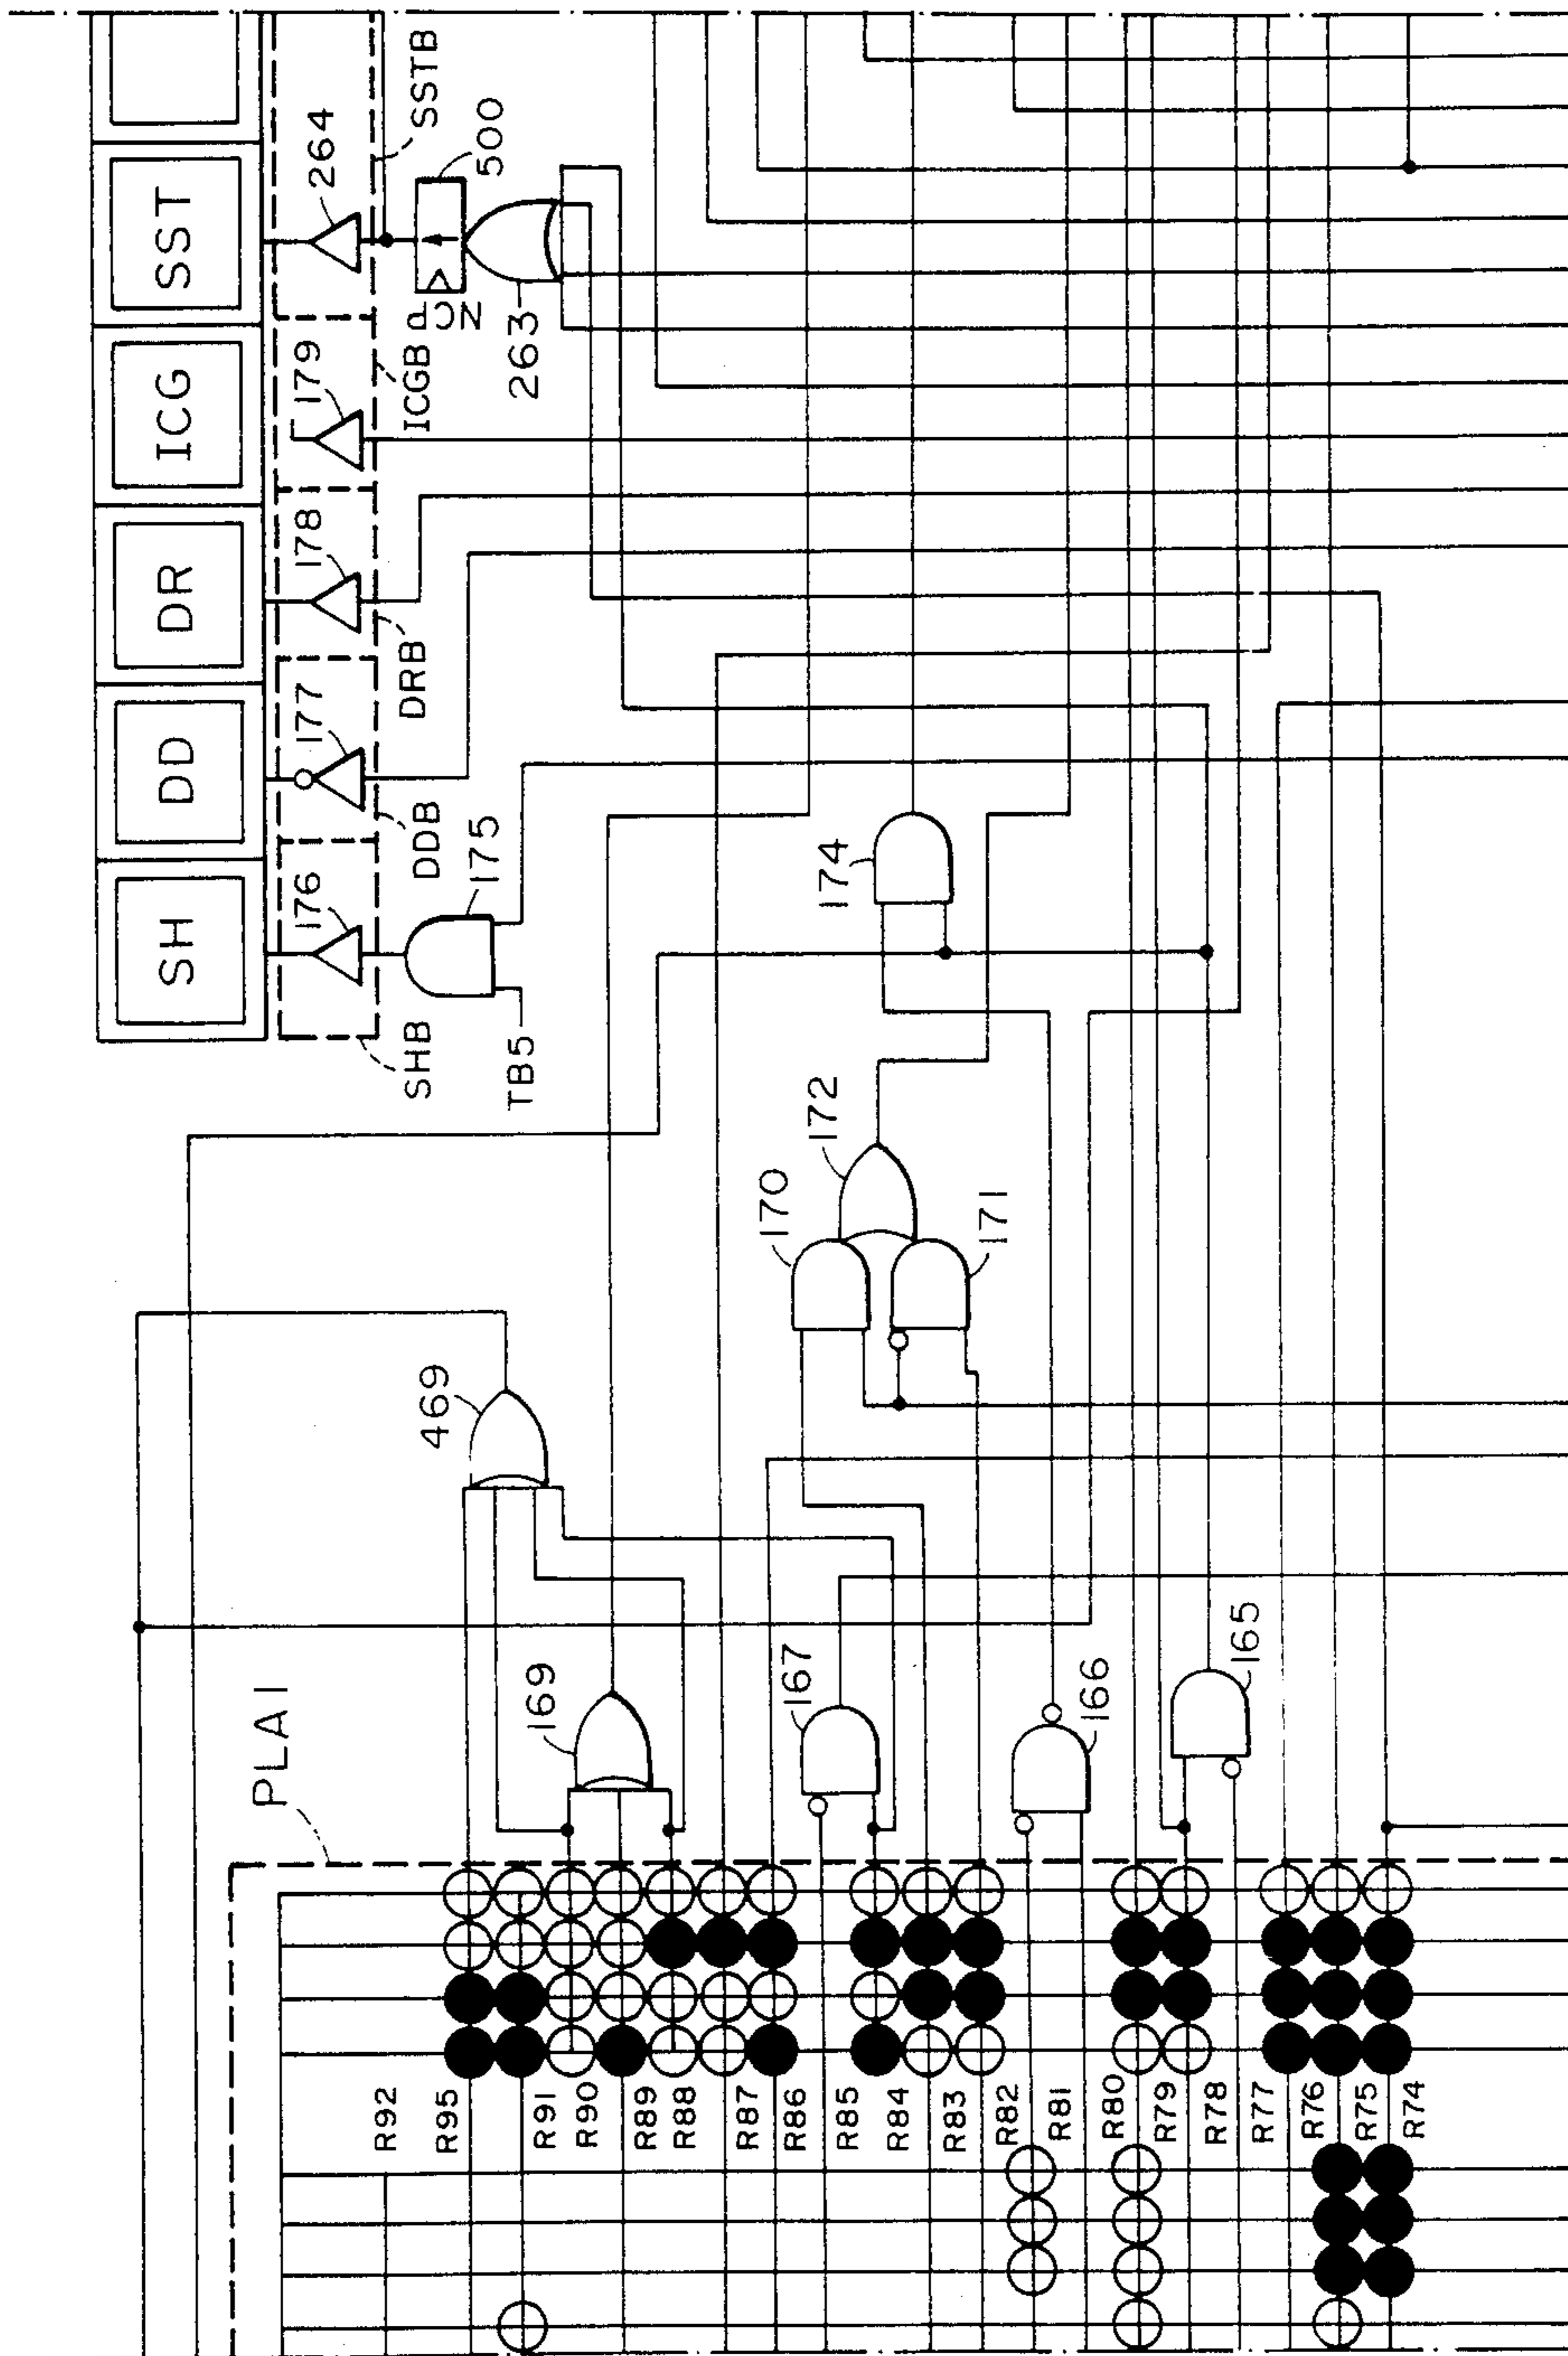 SH
DD
DR
ICG
SST
176
177
178
179
264
SHB
DDB
DRB
ICGB
SSTB
TB5
175
263
NCP
500
174
172
170
171
469
169
167
166
165
PLA1
R92
R95
R91
R90
R89
R88
R87
R86
R85
R84
R83
R82
R81
R80
R79
R78
R77
R76
R75
R74